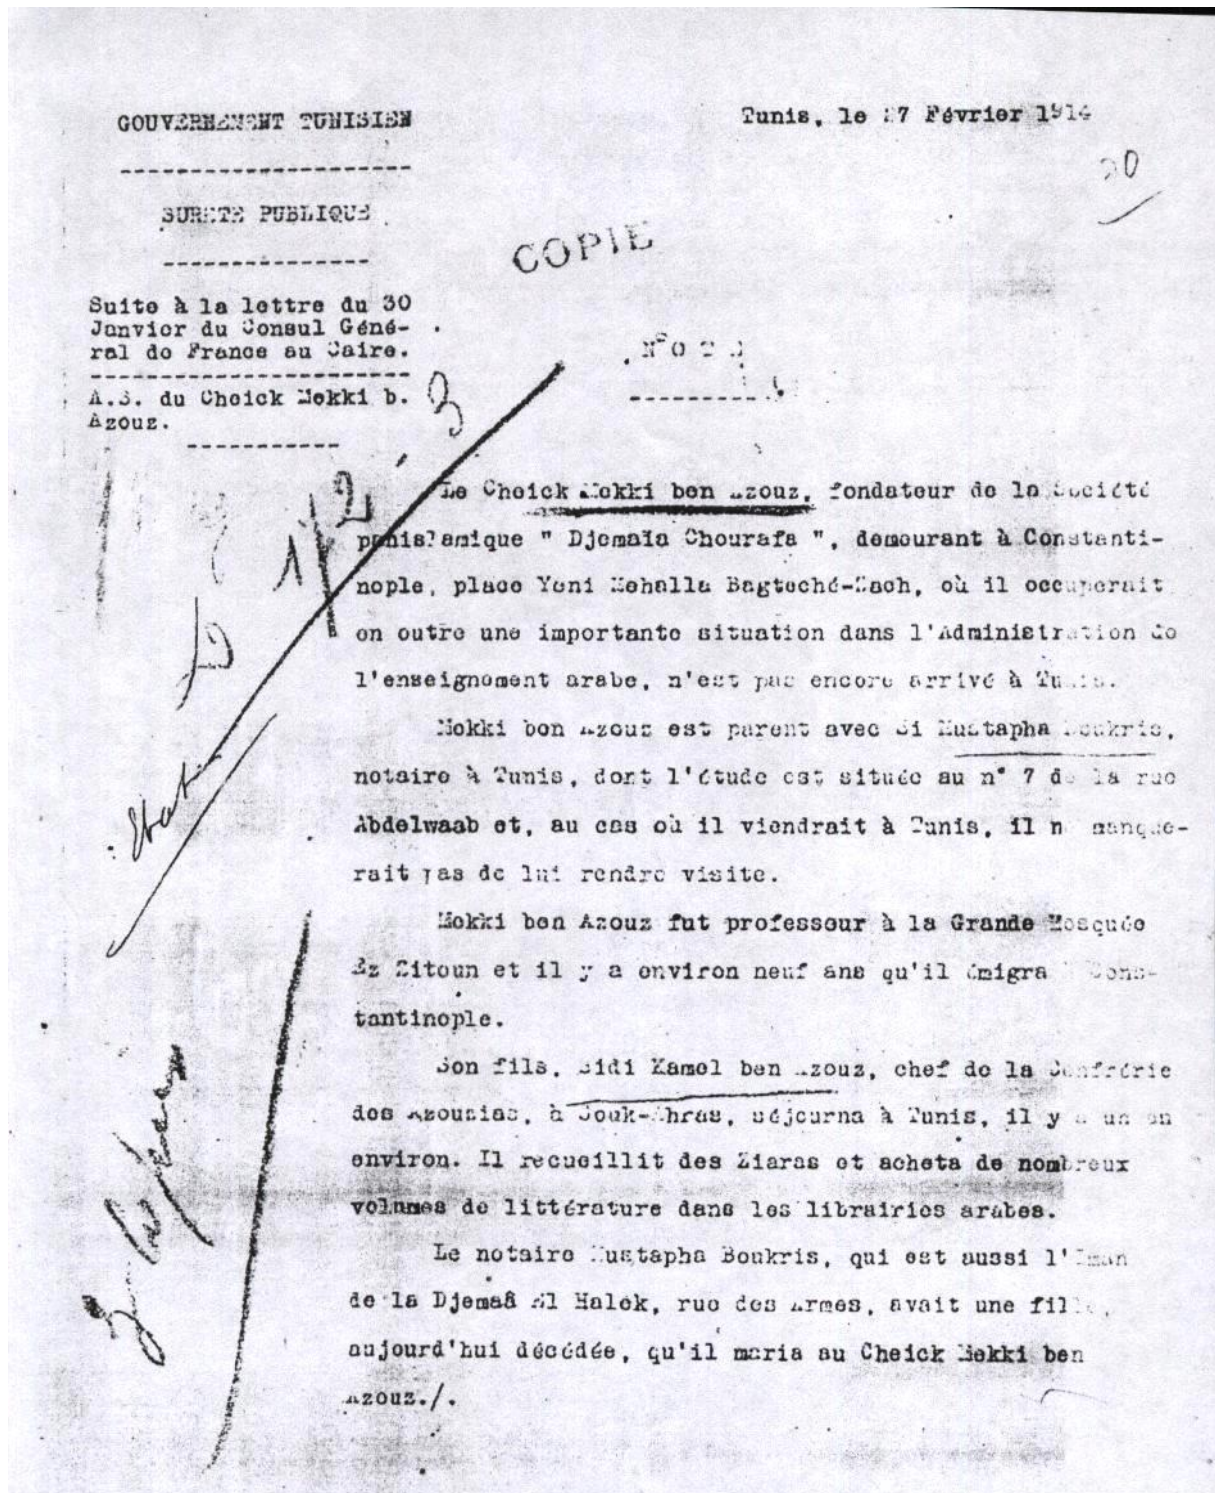 GOUVERNEMENT TUNISIEN
Tunis, le 27 Février 1914
SURETE PUBLIQUE
COPIE
Suite à la lettre du 30
Janvier du Consul Géné-
ral de France au Caire.
A.S. du Cheick Mekki b.
Azouz.
Le Cheick Mekki ben Azouz, fondateur de la Société
panislamique " Djemaïa Chourafa ", demeurant à Constanti-
nople, place Yeni Mehalla Bagteché-Zach, où il occuperait
en outre une importante situation dans l'Administration de
l'enseignement arabe, n'est pas encore arrivé à Tunis.
Mekki ben Azouz est parent avec Si Mustapha Boukris,
notaire à Tunis, dont l'étude est située au n° 7 de la rue
Abdelwaab et, au cas où il viendrait à Tunis, il ne manque-
rait pas de lui rendre visite.
Mekki ben Azouz fut professeur à la Grande Mosquée
Ez Zitoun et il y a environ neuf ans qu'il émigra à Cons-
tantinople.
Son fils, Sidi Kamel ben Azouz, chef de la Confrérie
des Azouzias, à Souk-Ahras, séjourna à Tunis, il y a un an
environ. Il recueillit des Ziaras et acheta de nombreux
volumes de littérature dans les librairies arabes.
Le notaire Mustapha Boukris, qui est aussi l'Iman
de la Djemaâ El Halek, rue des Armes, avait une fille,
aujourd'hui décédée, qu'il maria au Cheick Mekki ben
Azouz./.